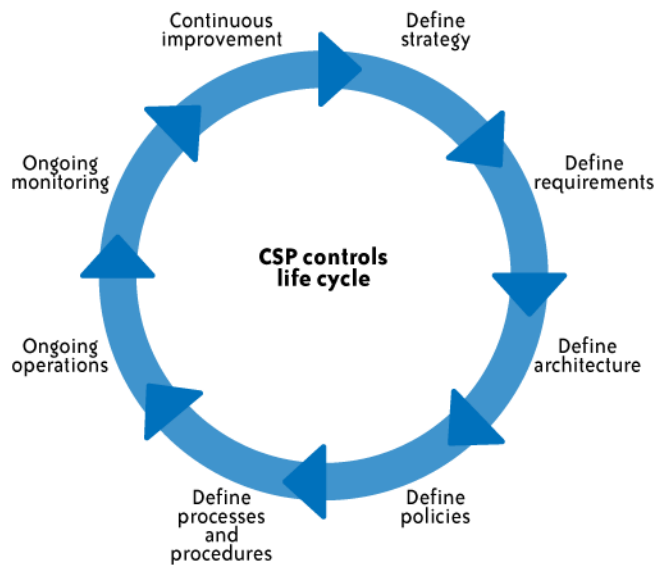 Continuous
improvement
Define
strategy
Ongoing
monitoring
Define
requirements
CSP controls
life cycle
Ongoing
operations
Define
architecture
Define
processes
and
procedures
Define
policies